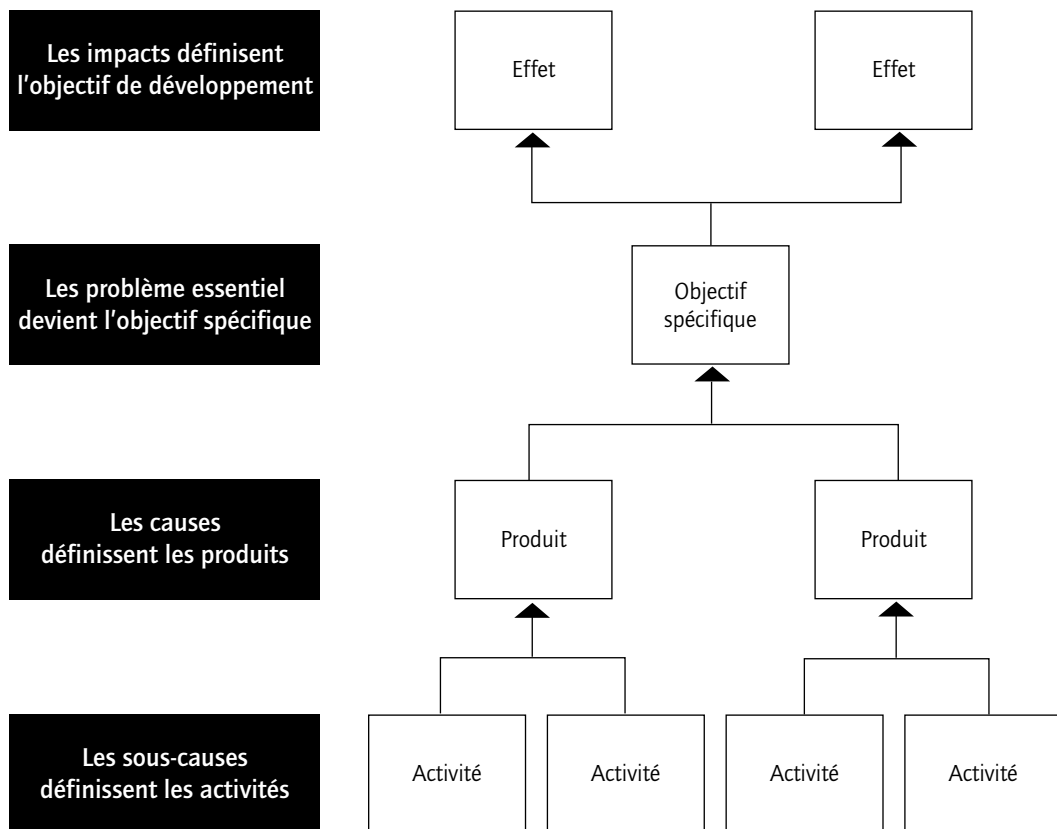 Les impacts définisent
l'objectif de développement
Effet
Effet
Les problème essentiel
devient l'objectif spécifique
Objectif
spécifique
Les causes
définissent les produits
Produit
Produit
Les sous-causes
définissent les activités
Activité
Activité
Activité
Activité